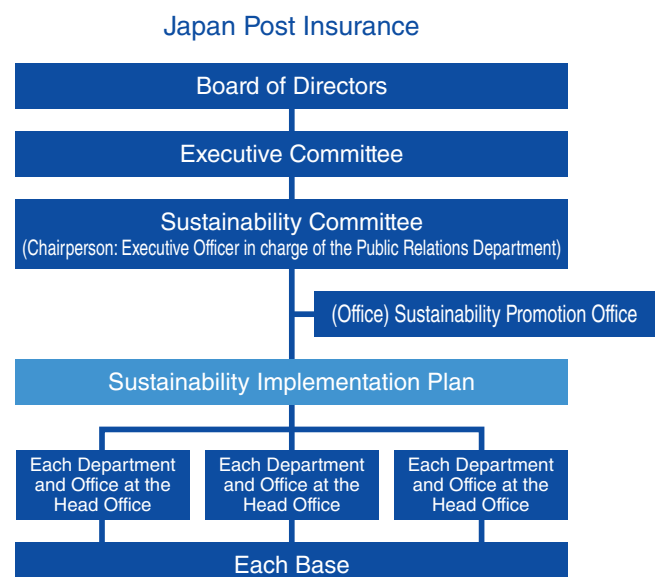 Japan Post Insurance
Board of Directors
Executive Committee
Sustainability Committee
(Chairperson: Executive Officer in charge of the Public Relations Department)
(Office) Sustainability Promotion Office
Sustainability Implementation Plan
Each Department
and Office at the
Head Office
Each Department
and Office at the
Head Office
Each Department
and Office at the
Head Office
Each Base